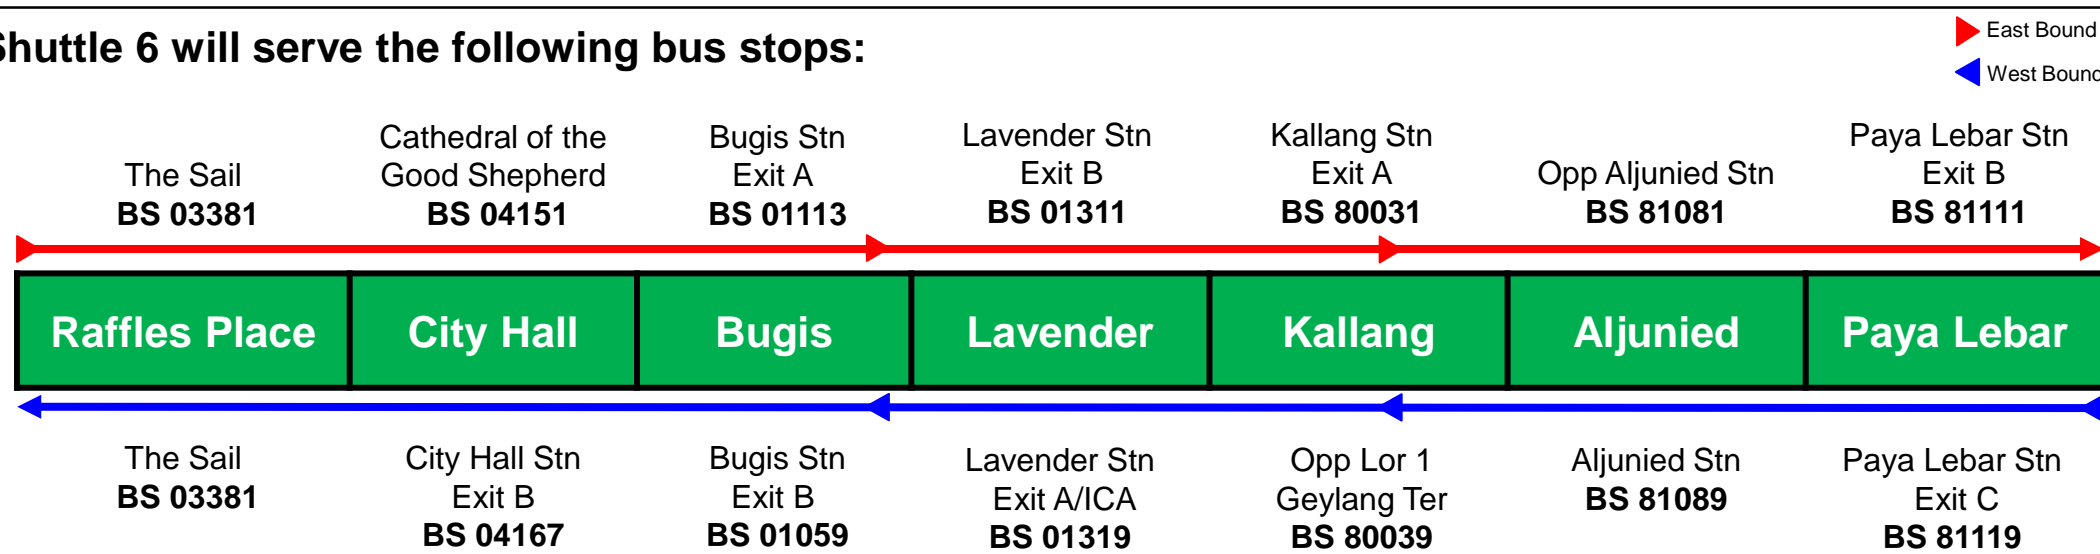 Shuttle 6 will serve the following bus stops:
East Bound
West Bound
The Sail
BS 03381
Cathedral of the
Good Shepherd
BS 04151
Bugis Stn
Exit A
BS 01113
Lavender Stn
Exit B
BS 01311
Kallang Stn
Exit A
BS 80031
Opp Aljunied Stn
BS 81081
Paya Lebar Stn
Exit B
BS 81111
Raffles Place
City Hall
Bugis
Lavender
Kallang
Aljunied
Paya Lebar
The Sail
BS 03381
City Hall Stn
Exit B
BS 04167
Bugis Stn
Exit B
BS 01059
Lavender Stn
Exit A/ICA
BS 01319
Opp Lor 1
Geylang Ter
BS 80039
Aljunied Stn
BS 81089
Paya Lebar Stn
Exit C
BS 81119